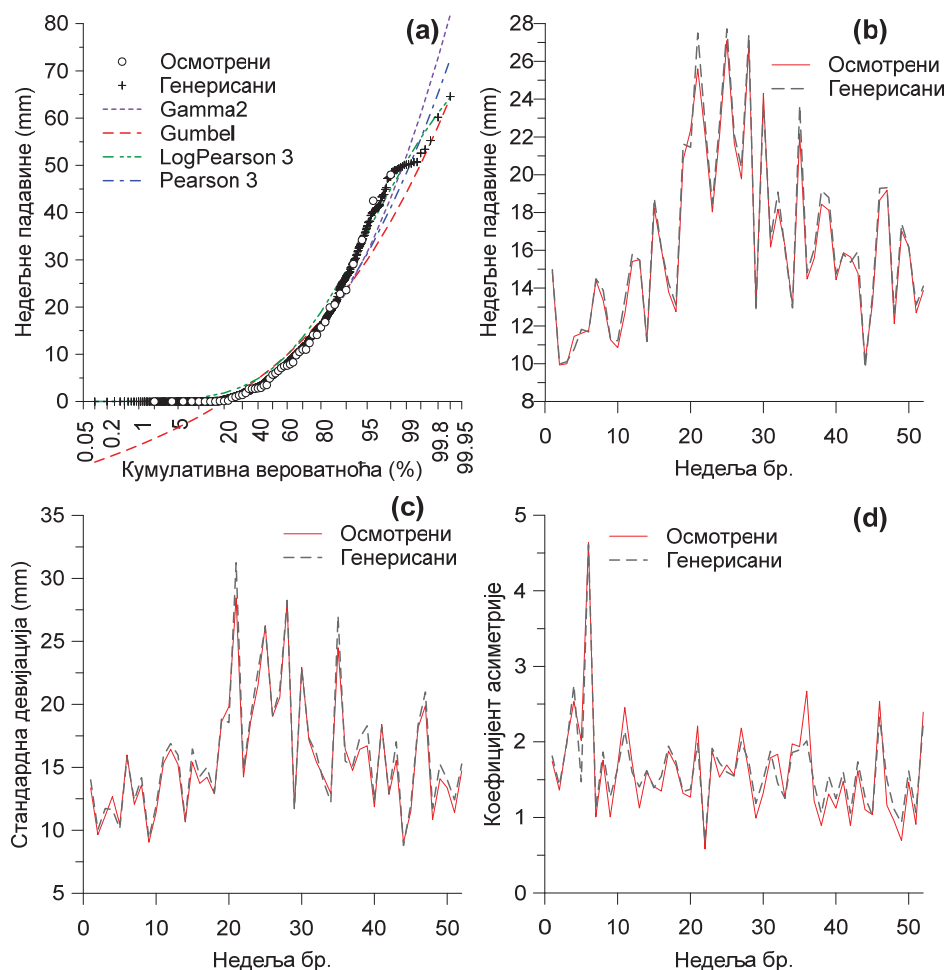 (a)
Недељне падавине (mm)
80
70
60
50
40
30
20
10
0
Осмотрени
Генерисани
Gamma2
Gumbel
LogPearson 3
Pearson 3
0.05
0.2
1
5
20
40
60
80
95
99
99.8
99.95
Кумулативна вероватноћа (%)
(b)
Недељне падавине (mm)
28
26
24
22
20
18
16
14
12
10
8
Осмотрени
Генерисани
0 10 20 30 40 50
Недеља бр.
(c)
Стандардна девијација (mm)
35
30
25
20
15
10
5
Осмотрени
Генерисани
0 10 20 30 40 50
Недеља бр.
(d)
Коефицијент асиметрије
5
4
3
2
1
0
Осмотрени
Генерисани
0 10 20 30 40 50
Недеља бр.